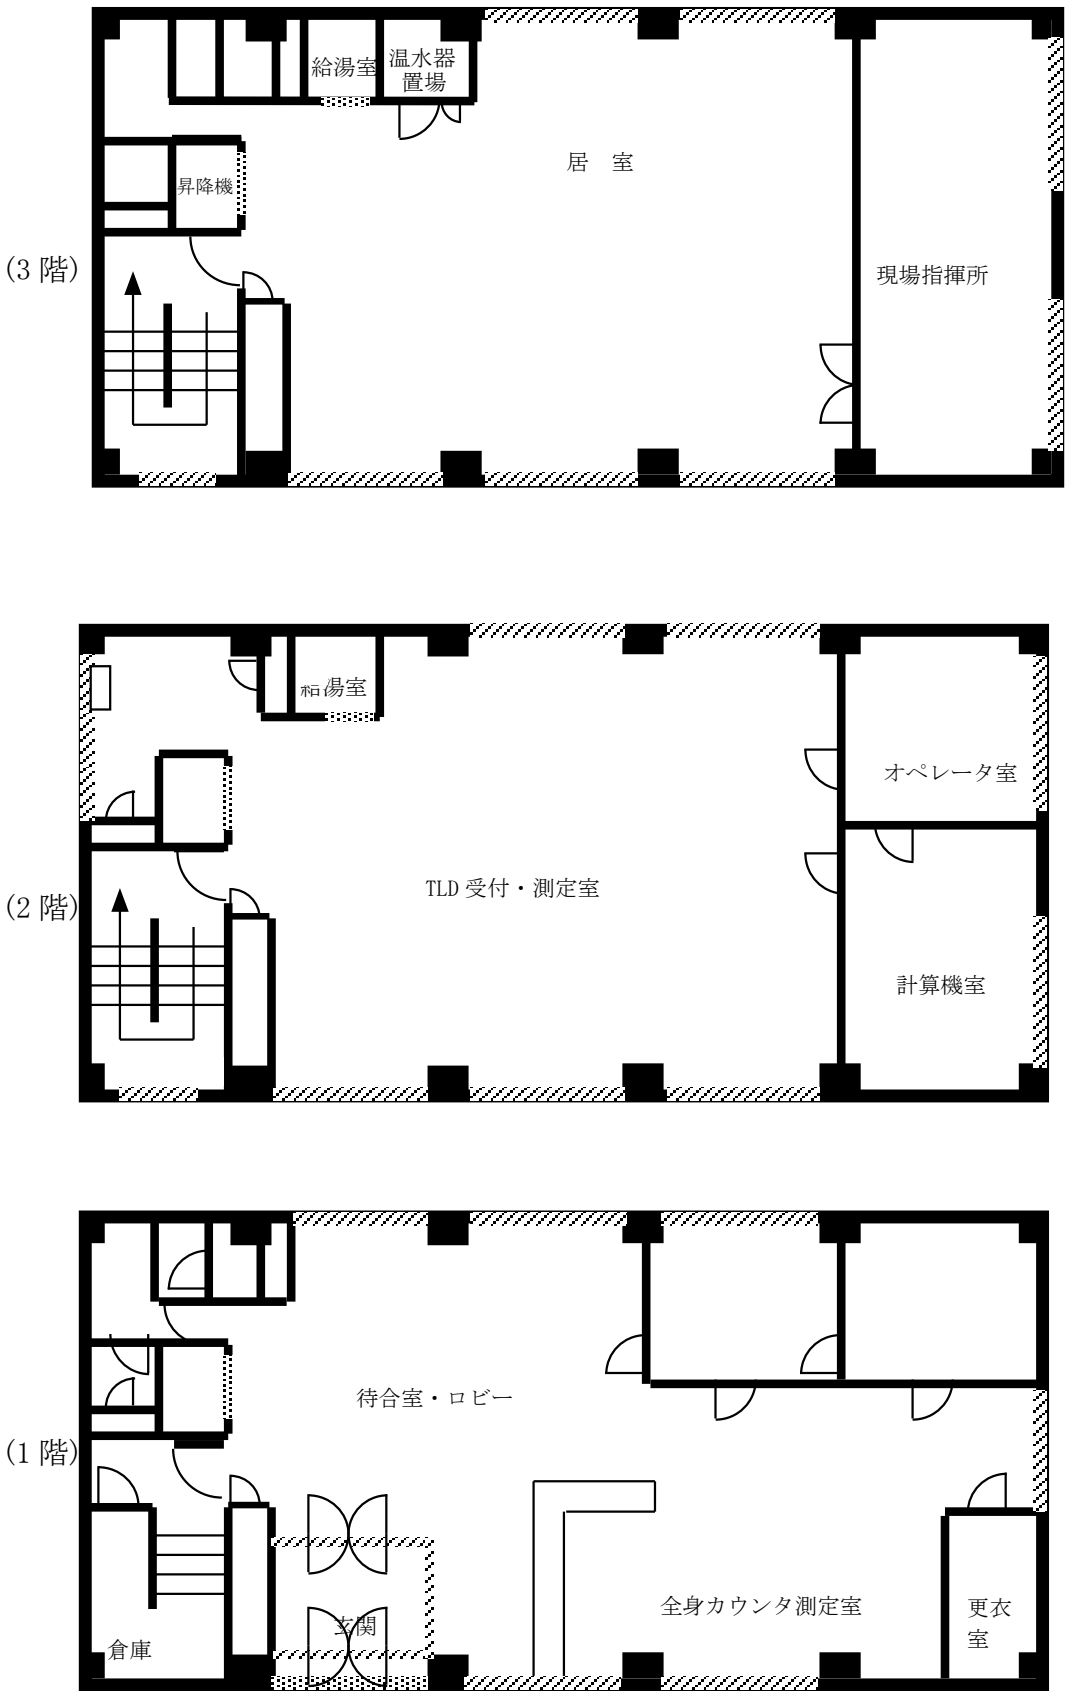 給湯室
温水器
置場
居　室
昇降機
(3 階)
現場指揮所
給湯室
オペレータ室
TLD 受付・測定室
(2 階)
計算機室
待合室・ロビー
(1 階)
全身カウンタ測定室
更衣
室
玄関
倉庫